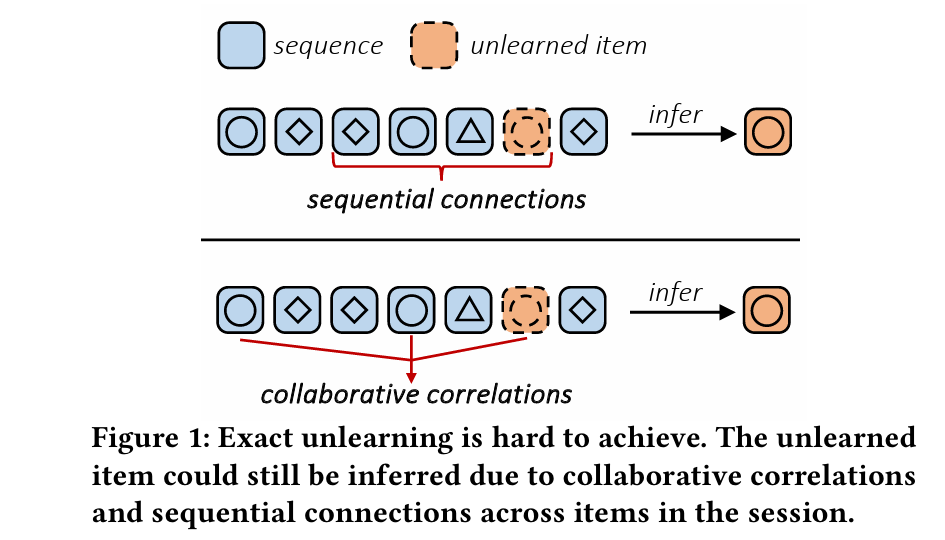 sequence unlearned item
infer
sequential connections
infer
collaborative correlations
Figure 1: Exact unlearning is hard to achieve. The unlearned
item could still be inferred due to collaborative correlations
and sequential connections across items in the session.